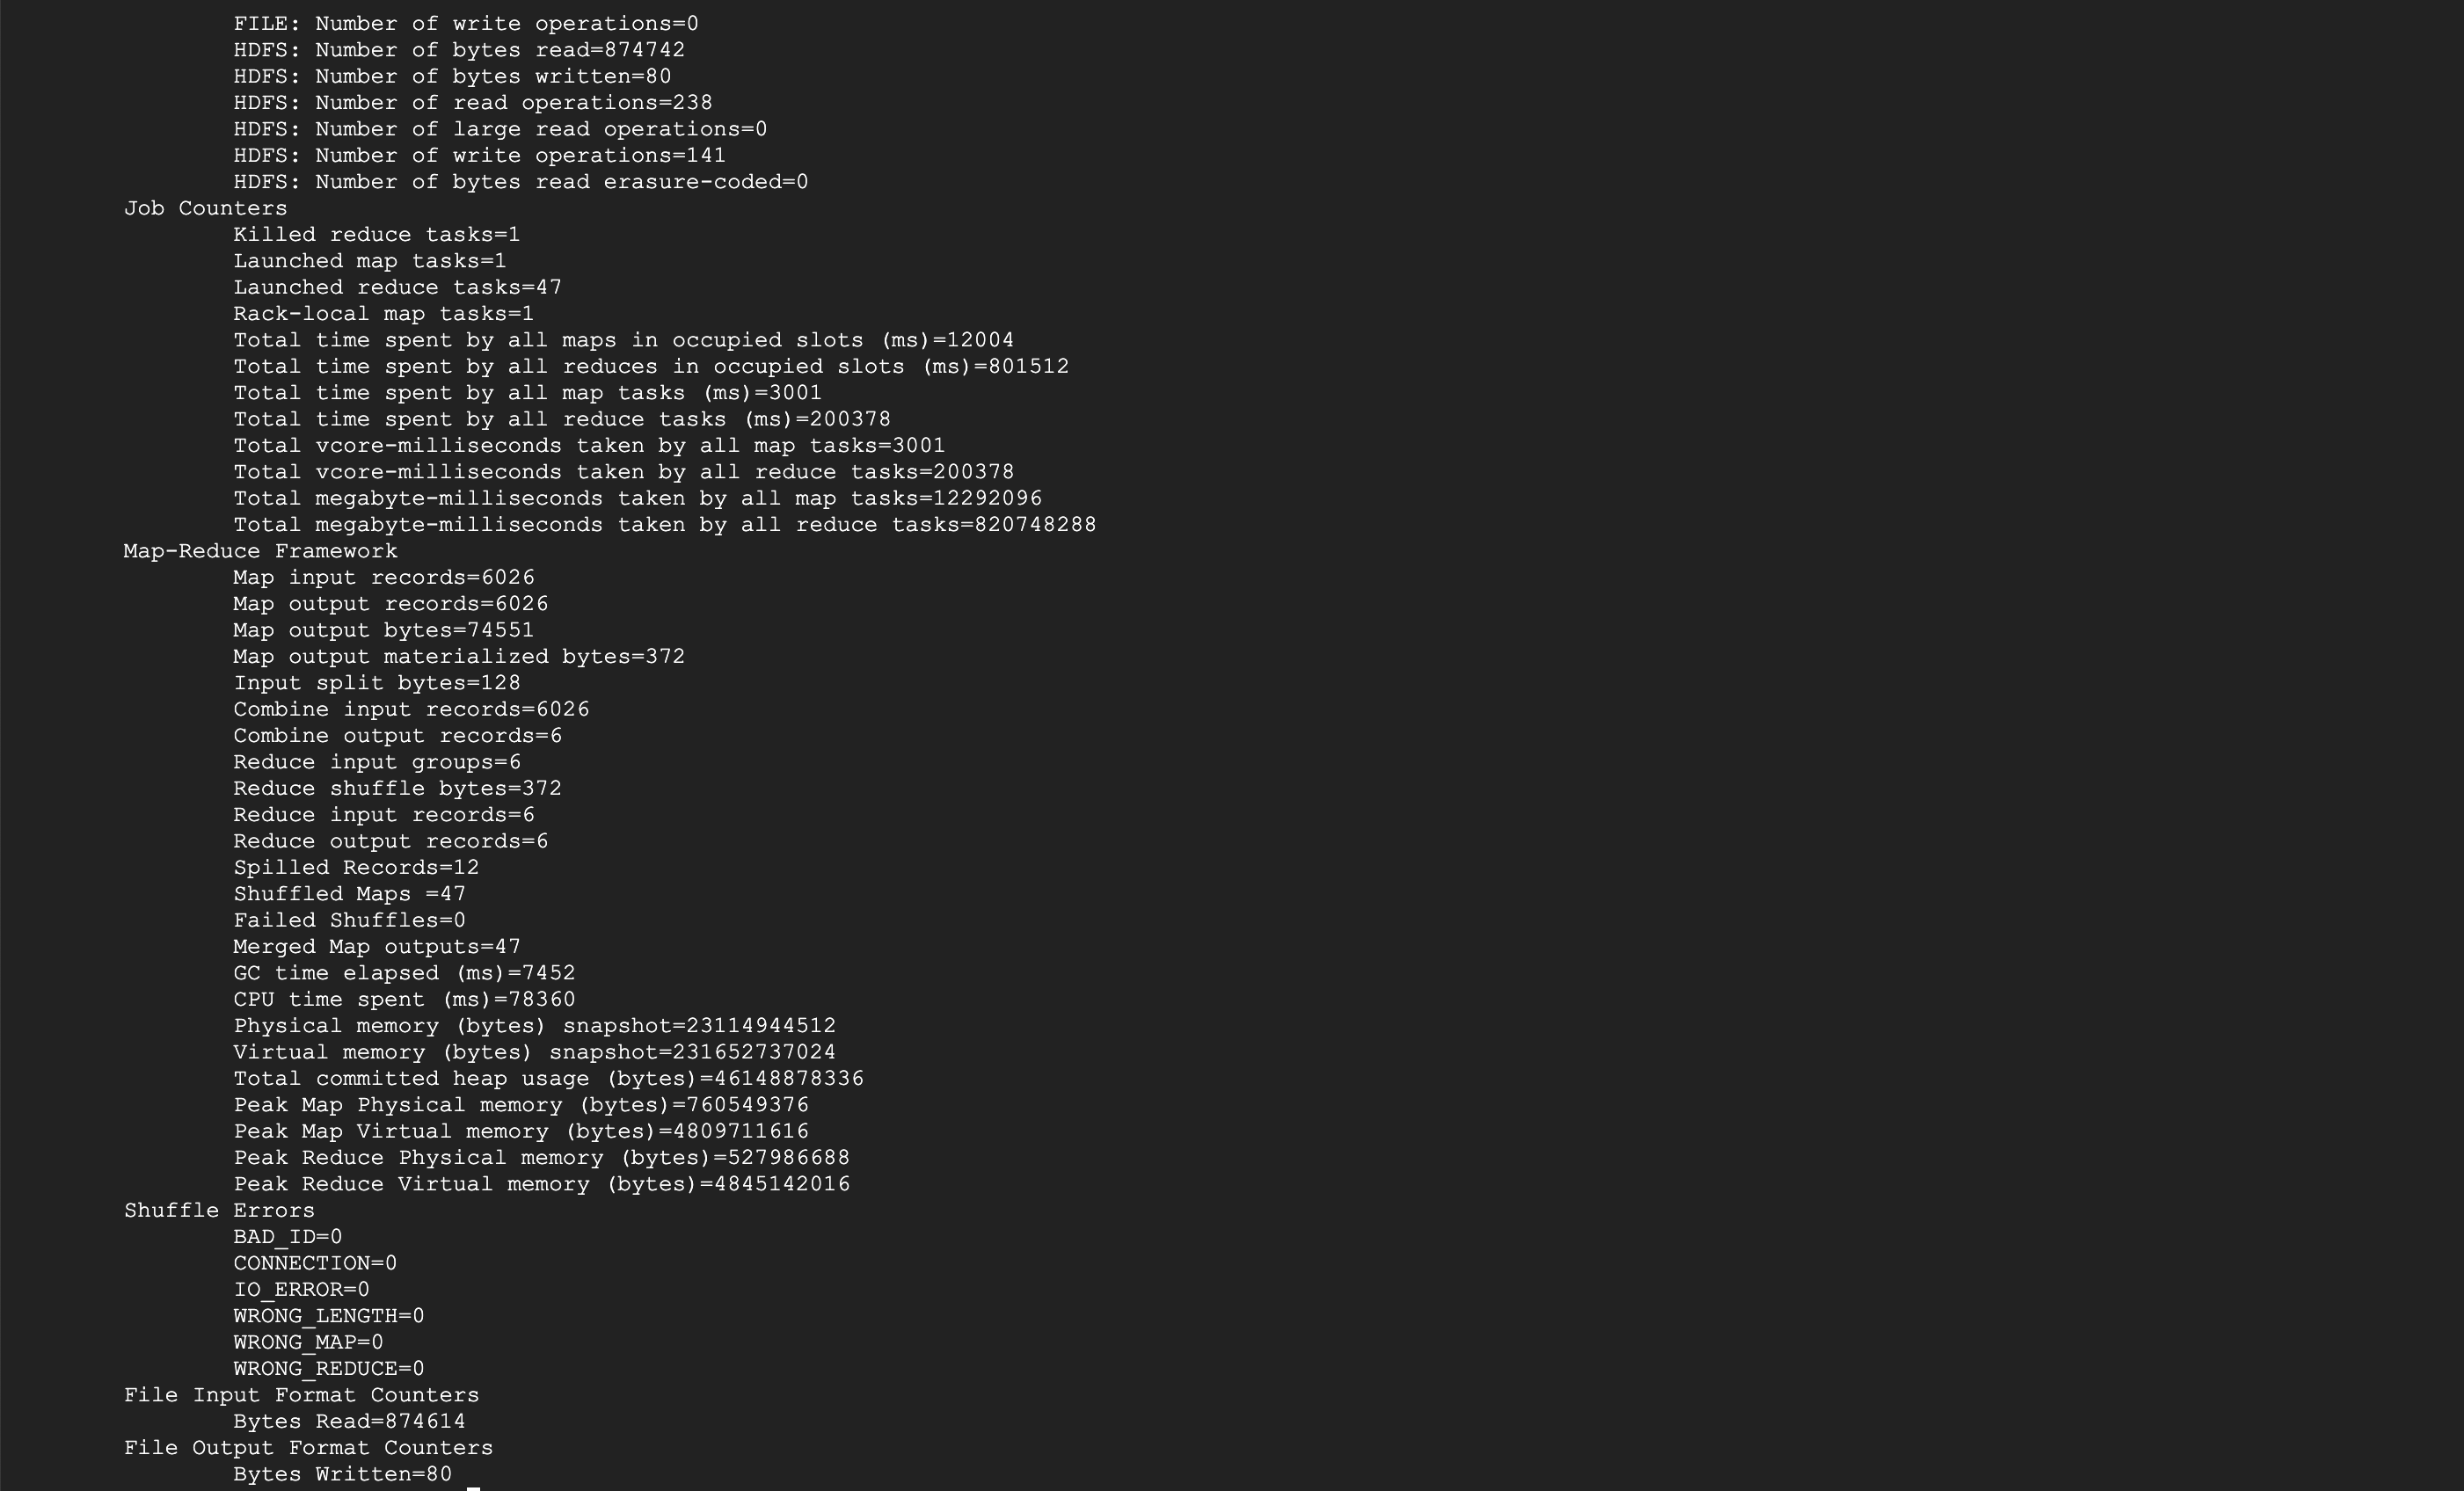 FILE: Number of write operations=0
HDFS: Number of bytes read=874742
HDFS: Number of bytes written=80
HDFS: Number of read operations=238
HDFS: Number of large read operations=0
HDFS: Number of write operations=141
HDFS: Number of bytes read erasure-coded=0
Job Counters
Killed reduce tasks=1
Launched map tasks=1
Launched reduce tasks=47
Rack-local map tasks=1
Total time spent by all maps in occupied slots (ms)=12004
Total time spent by all reduces in occupied slots (ms)=801512
Total time spent by all map tasks (ms)=3001
Total time spent by all reduce tasks (ms)=200378
Total vcore-milliseconds taken by all map tasks=3001
Total vcore-milliseconds taken by all reduce tasks=200378
Total megabyte-milliseconds taken by all map tasks=12292096
Total megabyte-milliseconds taken by all reduce tasks=820748288
Map-Reduce Framework
Map input records=6026
Map output records=6026
Map output bytes=74551
Map output materialized bytes=372
Input split bytes=128
Combine input records=6026
Combine output records=6
Reduce input groups=6
Reduce shuffle bytes=372
Reduce input records=6
Reduce output records=6
Spilled Records=12
Shuffled Maps =47
Failed Shuffles=0
Merged Map outputs=47
GC time elapsed (ms)=7452
CPU time spent (ms)=78360
Physical memory (bytes) snapshot=23114944512
Virtual memory (bytes) snapshot=231652737024
Total committed heap usage (bytes)=46148878336
Peak Map Physical memory (bytes)=760549376
Peak Map Virtual memory (bytes)=4809711616
Peak Reduce Physical memory (bytes)=527986688
Peak Reduce Virtual memory (bytes)=4845142016
Shuffle Errors
BAD_ID=0
CONNECTION=0
IO_ERROR=0
WRONG_LENGTH=0
WRONG_MAP=0
WRONG_REDUCE=0
File Input Format Counters
Bytes Read=874614
File Output Format Counters
Bytes Written=80